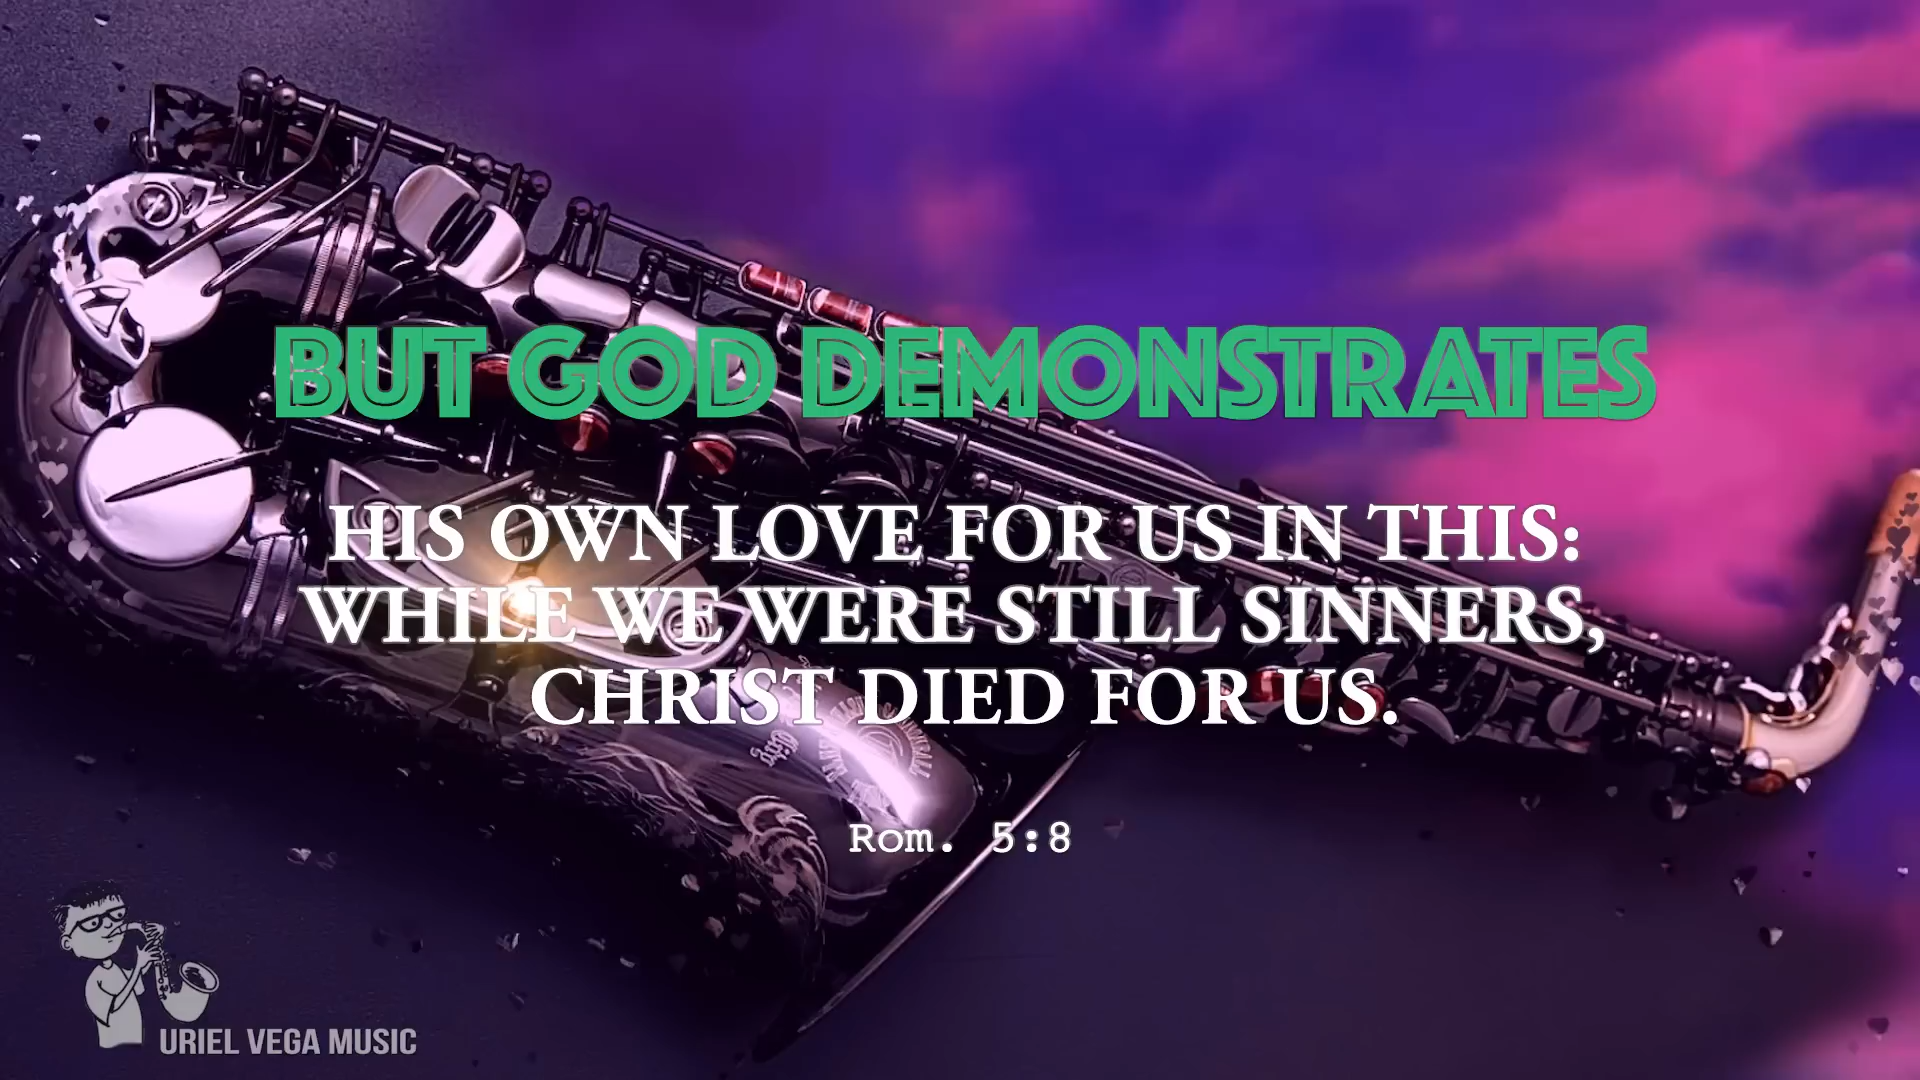 BUT GOD DEMONSTRATES
HIS OWN LOVE FOR US IN THIS:
WHILE WE WERE STILL SINNERS,
CHRIST DIED FOR US.
Rom. 5:8
URIEL VEGA MUSIC